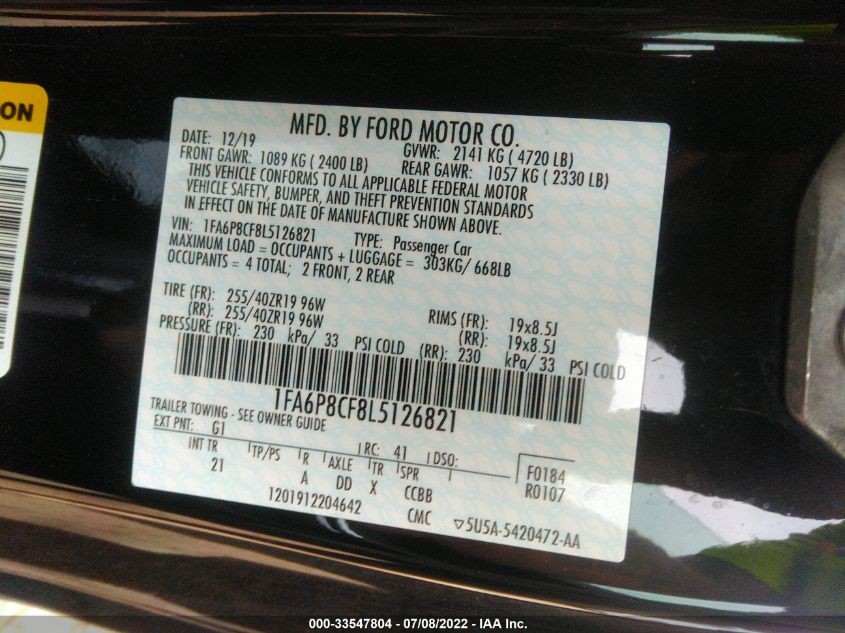 ON
MFD. BY FORD MOTOR CO.
DATE: 12/19 GVWR: 2141 KG ( 4720 LB)
FRONT GAWR: 1089 KG ( 2400 LB) REAR GAWR: 1057 KG ( 2330 LB)
THIS VEHICLE CONFORMS TO ALL APPLICABLE FEDERAL MOTOR
VEHICLE SAFETY, BUMPER, AND THEFT PREVENTION STANDARDS
IN EFFECT ON THE DATE OF MANUFACTURE SHOWN ABOVE.
VIN: 1FA6P8CF8L5126821 TYPE: Passenger Car
MAXIMUM LOAD = OCCUPANTS + LUGGAGE = 303KG/ 668LB
OCCUPANTS = 4 TOTAL; 2 FRONT, 2 REAR
TIRE (FR): 255/40ZR19 96W RIMS (FR): 19x8.5J
(RR): 255/40ZR19 96W (RR): 19x8.5J
PRESSURE (FR): 230 kPa/ 33 PSI COLD (RR): 230 kPa/ 33 PSI COLD
1FA6P8CF8L5126821
TRAILER TOWING - SEE OWNER GUIDE
EXT PNT: G1 RC: 41 DSO:
INT TR TP/PS R AXLE TR SPR F0184
21 A DD X CCBB R0107
1201912204642 CMC ▽5U5A-5420472-AA
000-33547804 - 07/08/2022 - IAA Inc.